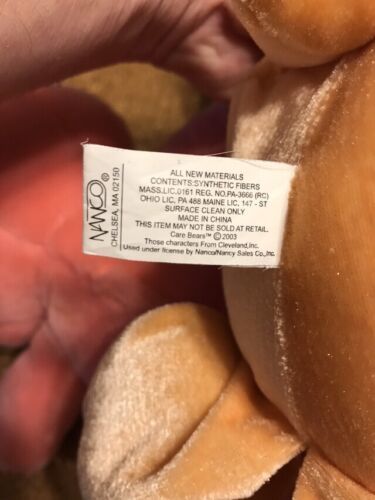 NANCO®
CHELSEA, MA 02150
ALL NEW MATERIALS
CONTENTS:SYNTHETIC FIBERS
MASS.LIC.0161 REG. NO.PA-3666 (RC)
OHIO LIC, PA 488 MAINE LIC, 147 - ST
SURFACE CLEAN ONLY
MADE IN CHINA
THIS ITEM MAY NOT BE SOLD AT RETAIL.
Care Bears™ ©2003
Those characters From Cleveland,Inc.
Used under license by Nanco/Nancy Sales Co.,Inc.